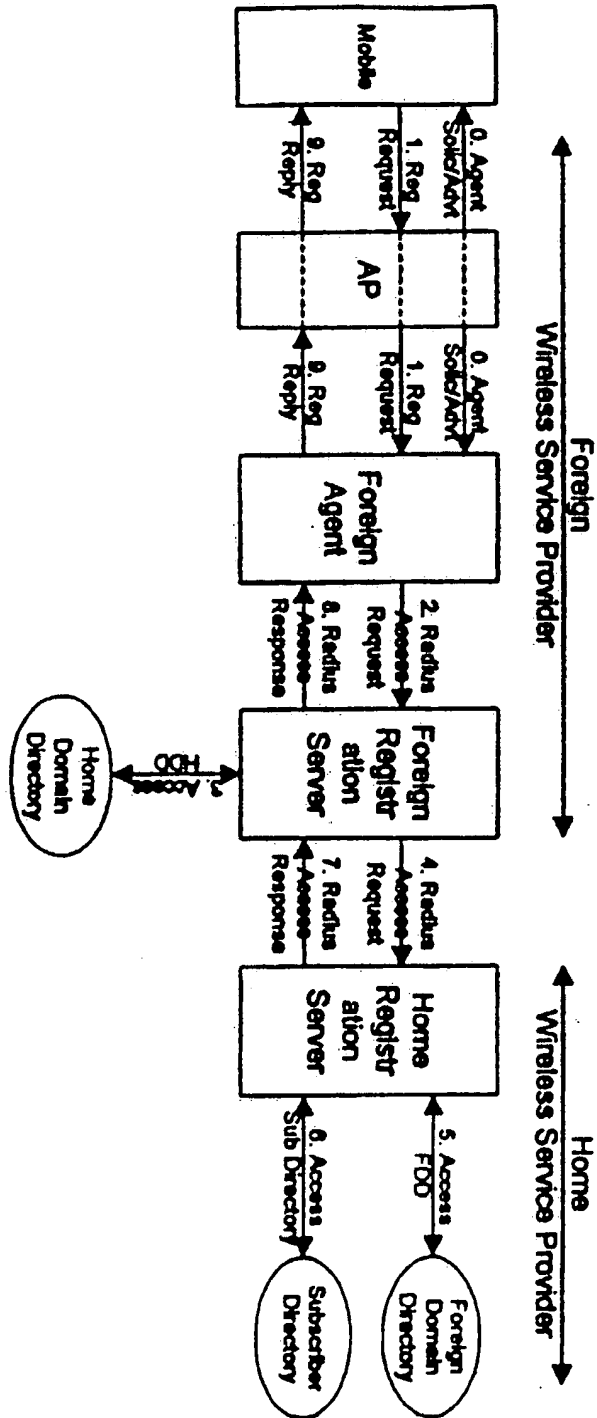 Foreign
Wireless Service Provider
Home
Wireless Service Provider
Mobile
0. Agent
Solic/Advt
1. Reg
Request
9. Reg
Reply
AP
0. Agent
Solic/Advt
1. Reg
Request
9. Reg
Reply
Foreign
Agent
2. Radius
Access
Request
8. Radius
Access
Response
Foreign
Registr
ation
Server
3. Access
HDD
Home
Domain
Directory
4. Radius
Access
Request
7. Radius
Access
Response
Home
Registr
ation
Server
5. Access
FDD
6. Access
Sub Directory
Foreign
Domain
Directory
Subscriber
Directory